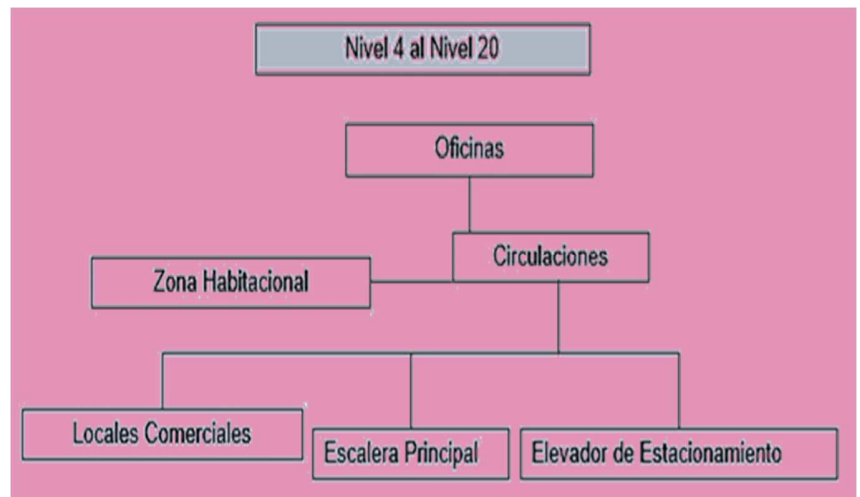 Nivel 4 al Nivel 20
Oficinas
Circulaciones
Zona Habitacional
Locales Comerciales
Escalera Principal
Elevador de Estacionamiento